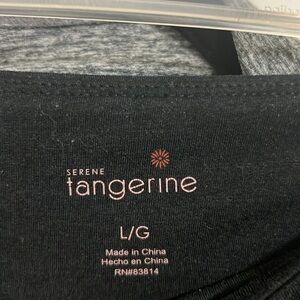 SERENE
tangerine
L/G
Made in China
Hecho en China
RN#83814